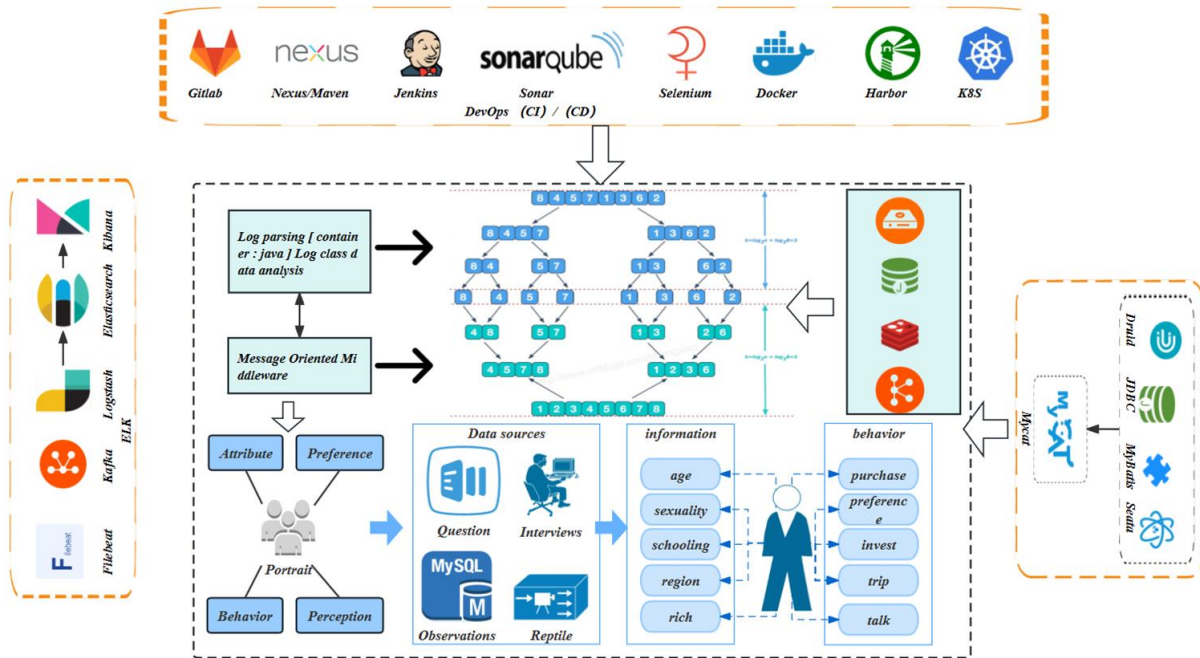 nexus
sonarqube
Gitlab
Nexus/Maven
Jenkins
Sonar
Selenium
Docker
Harbor
K8S
DevOps (CI) / (CD)
Kibana
Elasticsearch
Logstash
Kafka
Filebeat
ELK
Filebeat
Log parsing [ contain
er : java ] Log class d
ata analysis
Message Oriented Mi
ddleware
8 4 5 7 1 3 6 2
8 4 5 7
1 3 6 2
8 4
5 7
1 3
6 2
8
4
5
7
1
3
6
2
4 8
5 7
1 3
2 6
4 5 7 8
1 2 3 6
1 2 3 4 5 6 7 8
Attribute
Preference
Portrait
Behavior
Perception
Data sources
Question
Interviews
MySQL
M
Observations
Reptile
information
age
sexuality
schooling
region
rich
behavior
purchase
preferenc
e
invest
trip
talk
Mycat
MyCAT
Druid
JDBC
MyBatis
Seata